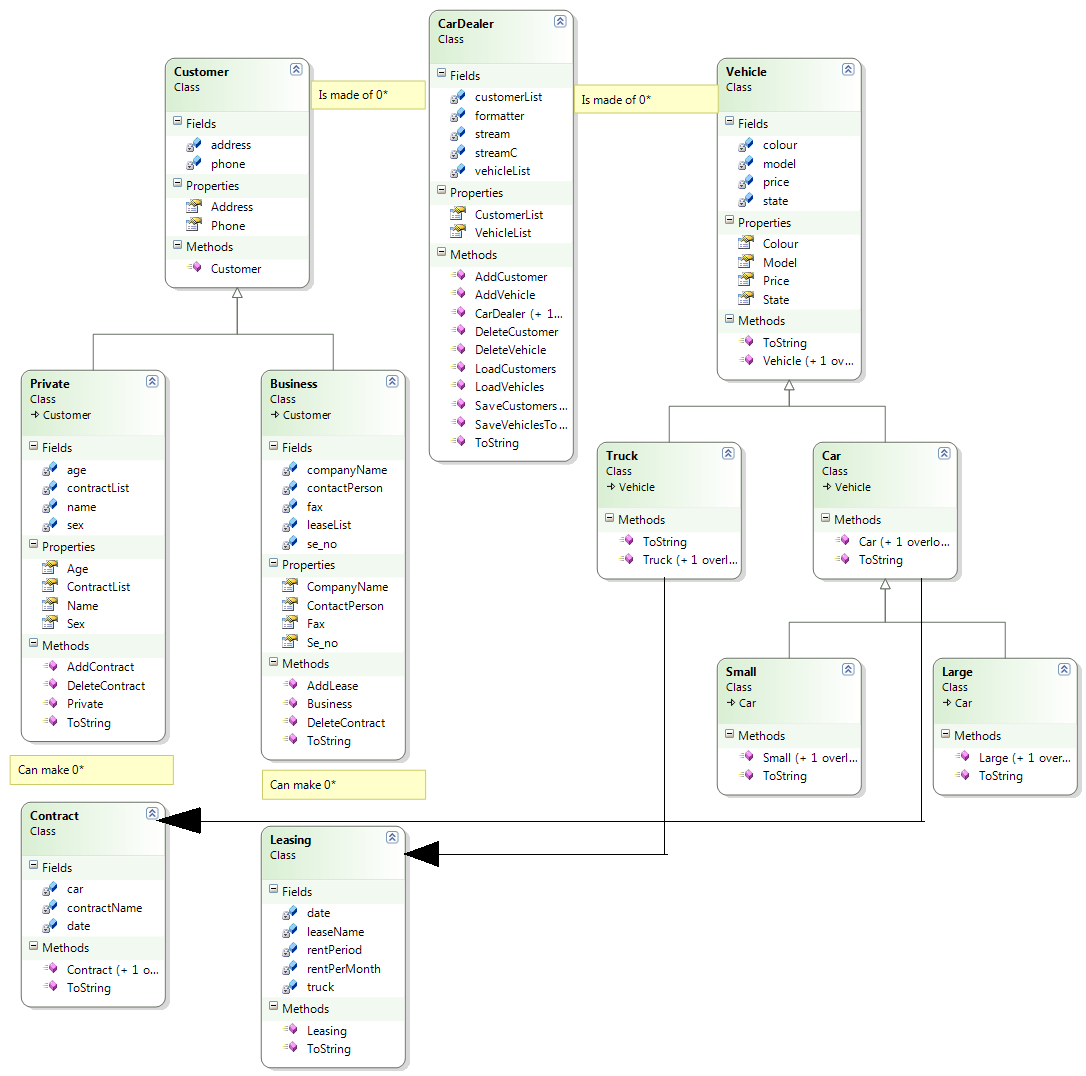 Customer
Class
Fields
address
phone
Properties
Address
Phone
Methods
Customer
Is made of 0*
CarDealer
Class
Fields
customerList
formatter
stream
streamC
vehicleList
Properties
CustomerList
VehicleList
Methods
AddCustomer
AddVehicle
CarDealer (+ 1...
DeleteCustomer
DeleteVehicle
LoadCustomers
LoadVehicles
SaveCustomers...
SaveVehiclesTo...
ToString
Is made of 0*
Vehicle
Class
Fields
colour
model
price
state
Properties
Colour
Model
Price
State
Methods
ToString
Vehicle (+ 1 ov...
Private
Class
Customer
Fields
age
contractList
name
sex
Properties
Age
ContractList
Name
Sex
Methods
AddContract
DeleteContract
Private
ToString
Business
Class
Customer
Fields
companyName
contactPerson
fax
leaseList
se_no
Properties
CompanyName
ContactPerson
Fax
Se_no
Methods
AddLease
Business
DeleteContract
ToString
Truck
Class
Vehicle
Methods
ToString
Truck (+ 1 overl...
Car
Class
Vehicle
Methods
Car (+ 1 overlo...
ToString
Small
Class
Car
Methods
Small (+ 1 overl...
ToString
Large
Class
Car
Methods
Large (+ 1 over...
ToString
Can make 0*
Can make 0*
Contract
Class
Fields
car
contractName
date
Methods
Contract (+ 1 o...
ToString
Leasing
Class
Fields
date
leaseName
rentPeriod
rentPerMonth
truck
Methods
Leasing
ToString